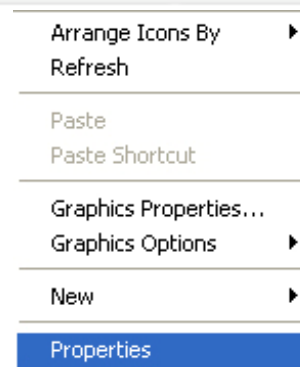 Arrange Icons By
Refresh
Paste
Paste Shortcut
Graphics Properties...
Graphics Options
New
Properties